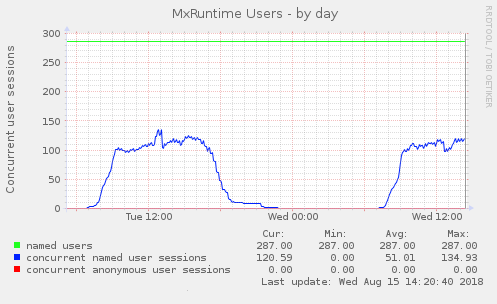 MxRuntime Users - by day
RRDTOOL / TOBI OETIKER
Concurrent user sessions
300
250
200
150
100
50
0
Tue 12:00 Wed 00:00 Wed 12:00
Cur: Min: Avg: Max:
named users 287.00 287.00 287.00 287.00
concurrent named user sessions 120.59 0.00 51.01 134.93
concurrent anonymous user sessions 0.00 0.00 0.00 0.00
Last update: Wed Aug 15 14:20:40 2018